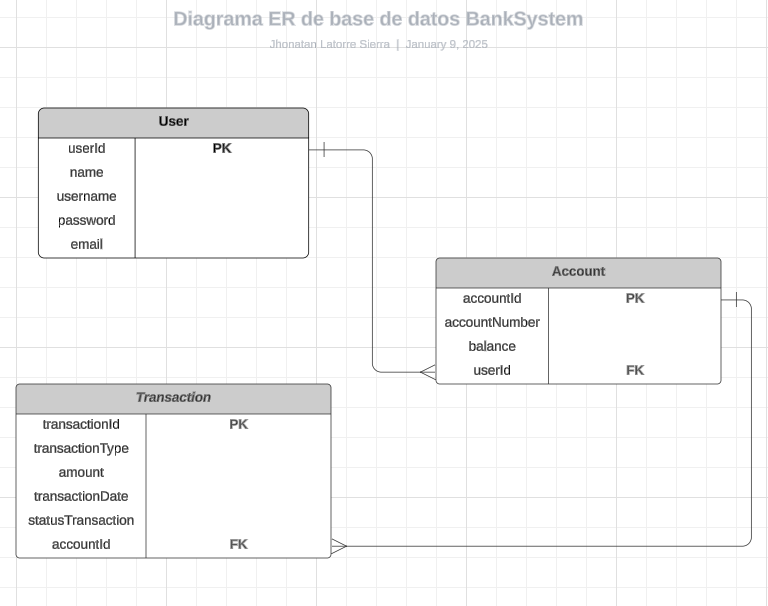 Diagrama ER de base de datos BankSystem
Jhonatan Latorre Sierra | January 9, 2025
User
userId PK
name
username
password
email
Account
accountId PK
accountNumber
balance
userId FK
Transaction
transactionId PK
transactionType
amount
transactionDate
statusTransaction
accountId FK